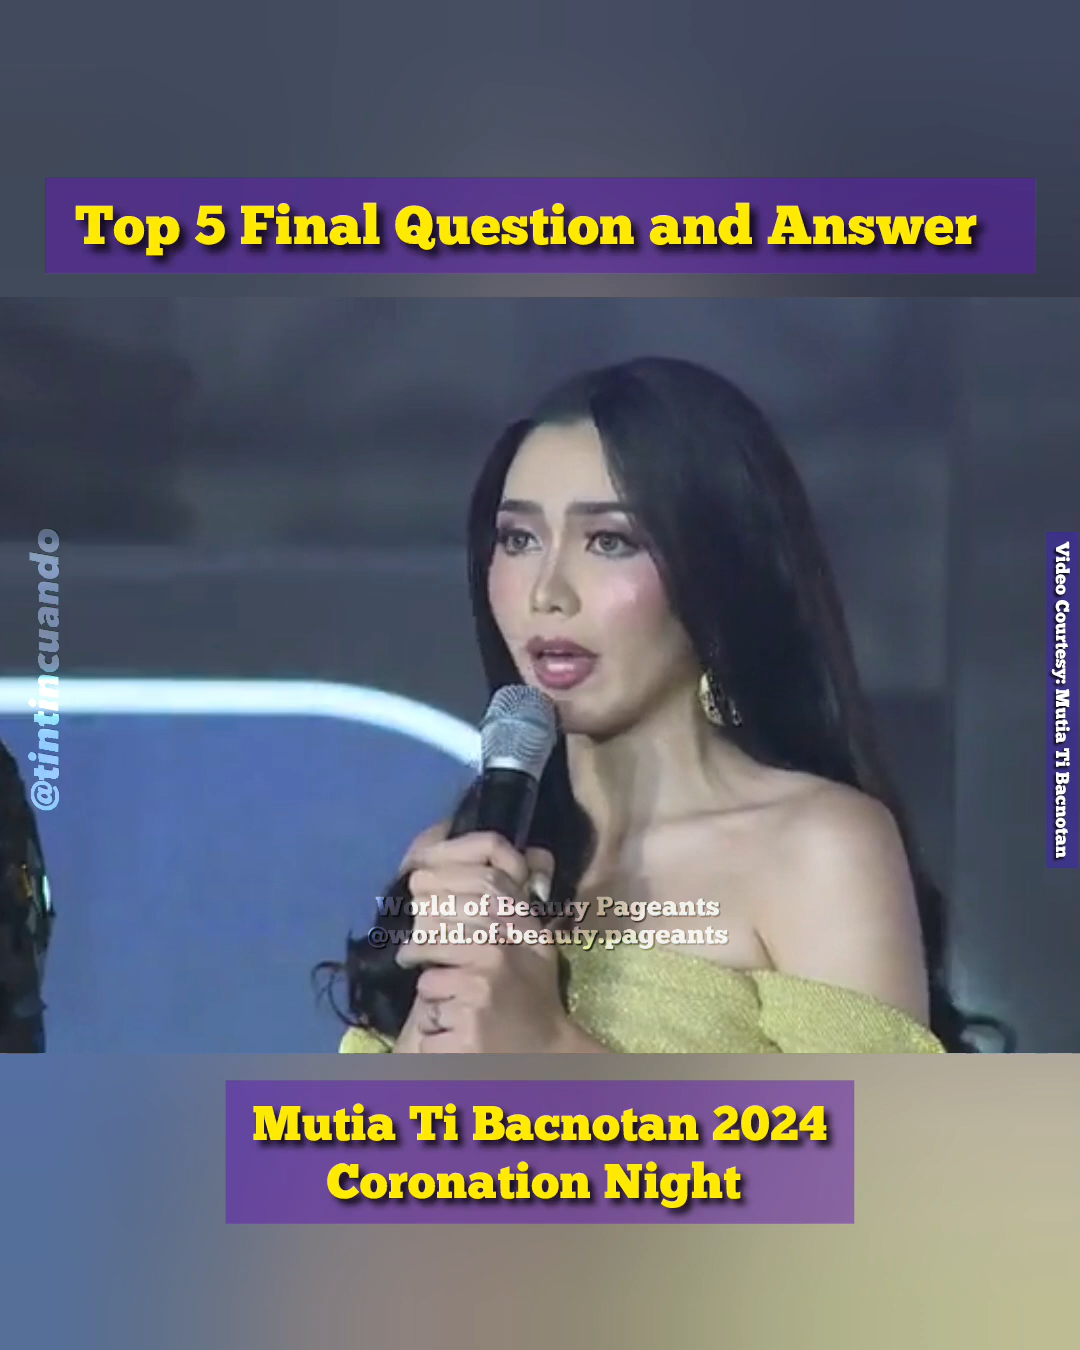 Top 5 Final Question and Answer
@tintincuando
Video Courtesy: Mutia Ti Bacnotan
World of Beauty Pageants
@world.of.beauty.pageants
Mutia Ti Bacnotan 2024
Coronation Night